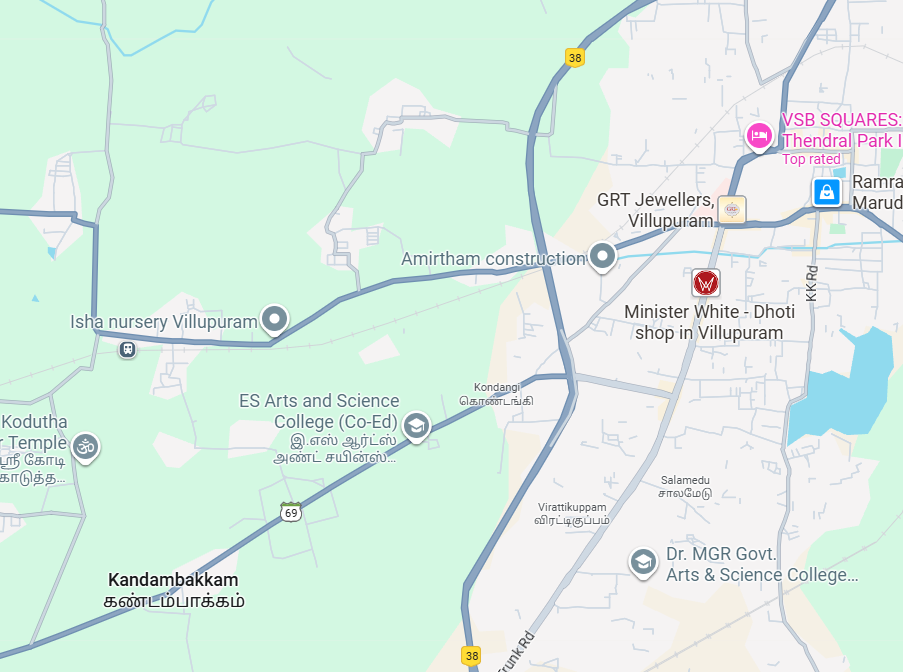 38
VSB SQUARES:
Thendral Park I
Top rated
GRT Jewellers,
Villupuram
Ramra
Marud
Amirtham construction
KK Rd
Minister White - Dhoti
shop in Villupuram
Isha nursery Villupuram
Kondangi
கொண்டங்கி
ES Arts and Science
College (Co-Ed)
இ.எஸ் ஆர்ட்ஸ்
அண்ட் சயின்ஸ்...
Kodutha
r Temple
ஸ்ரீ கோடி
காடுத்த...
Salamedu
சாலமேடு
69
Virattikuppam
விரட்டிகுப்பம்
Dr. MGR Govt.
Arts & Science College...
Kandambakkam
கண்டம்பாக்கம்
38
Trunk Rd